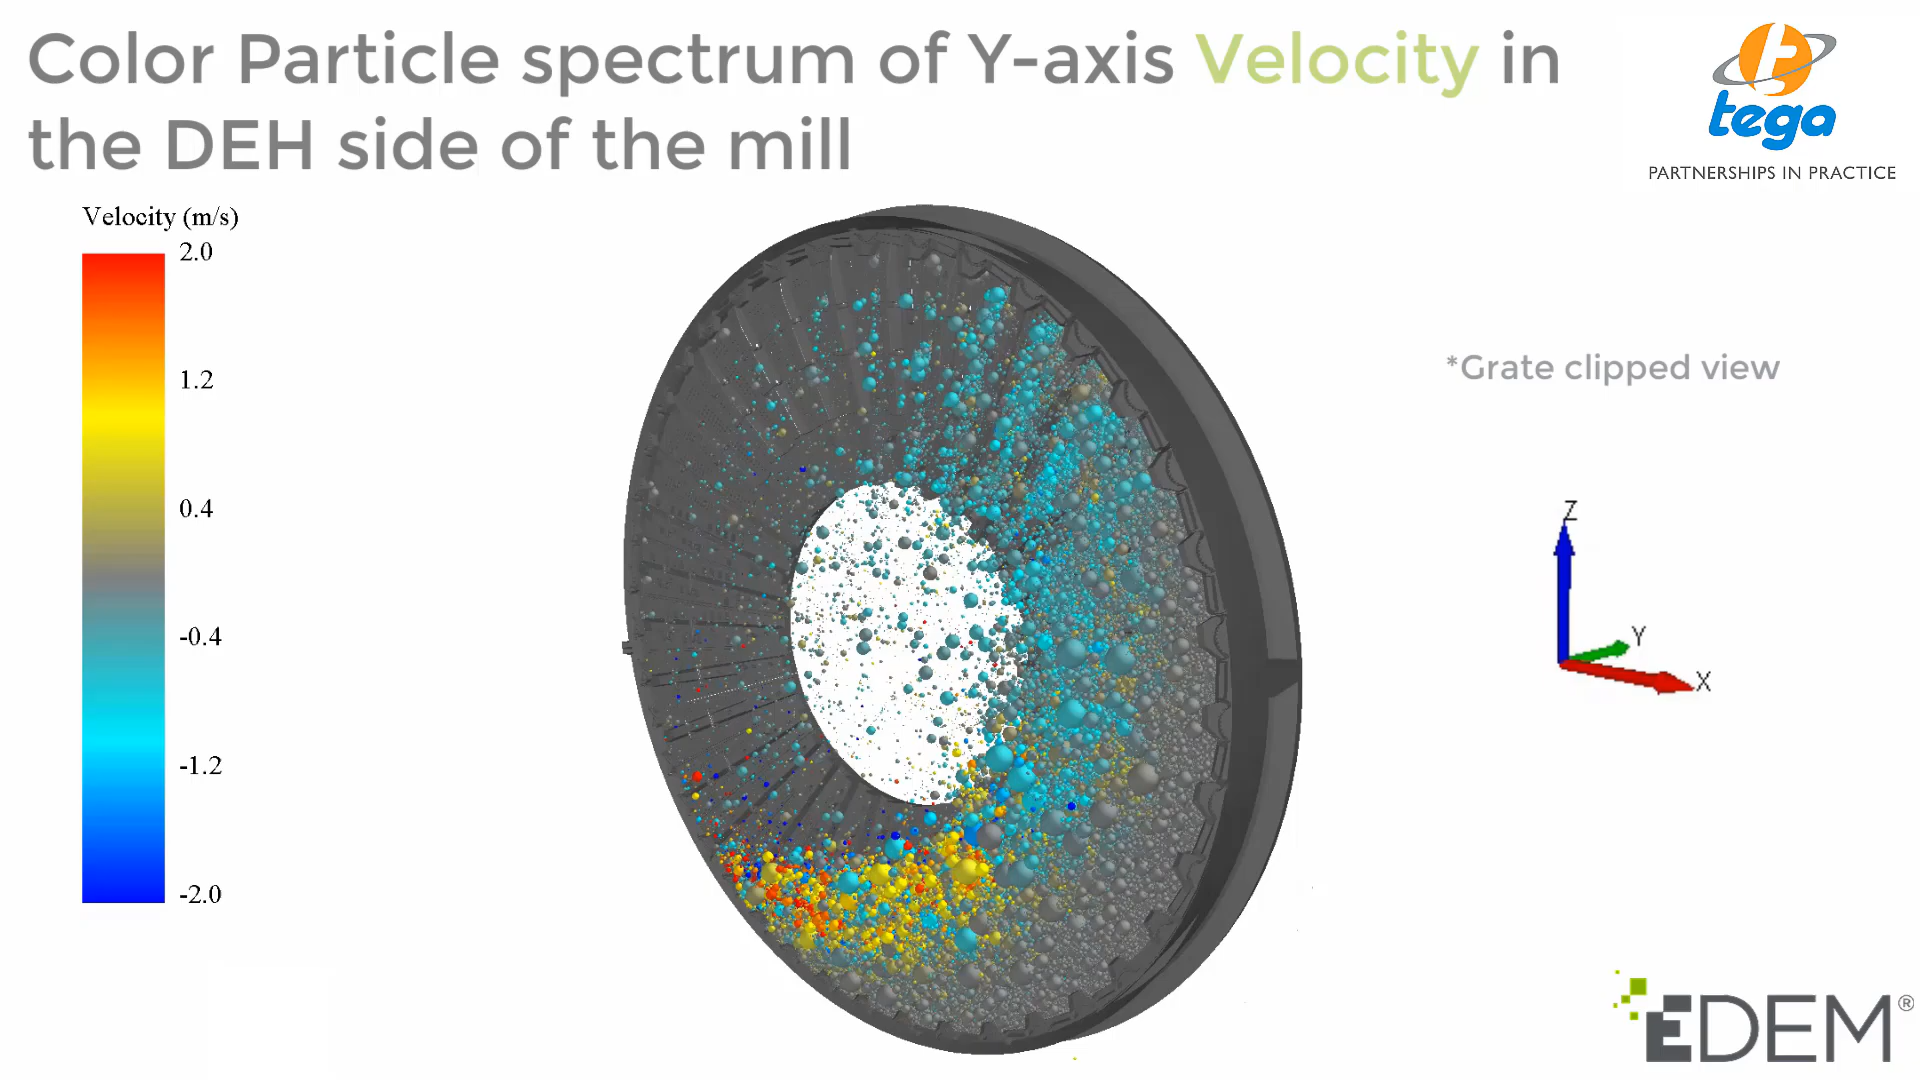 Color Particle spectrum of Y-axis Velocity in
the DEH side of the mill
tega
PARTNERSHIPS IN PRACTICE
Velocity (m/s)
2.0
1.2
0.4
-0.4
-1.2
-2.0
*Grate clipped view
Z
Y
X
EDEM®